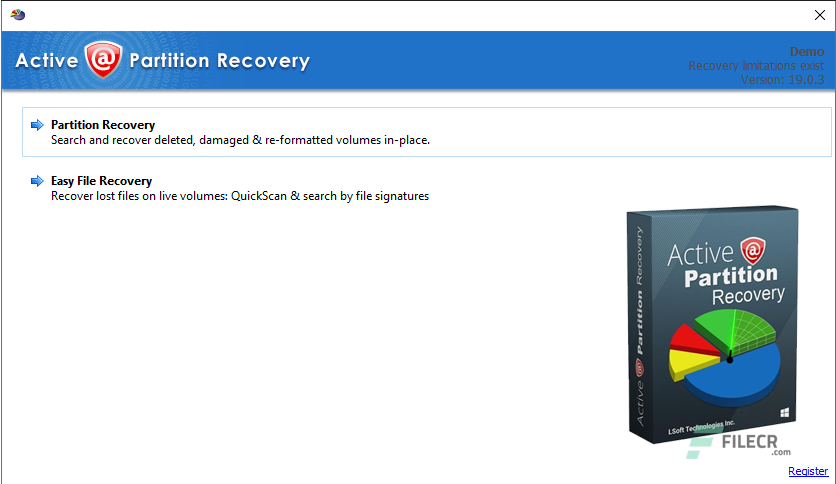 Active @ Partition Recovery
Demo
Recovery limitations exist
Version: 19.0.3
Partition Recovery
Search and recover deleted, damaged & re-formatted volumes in-place.
Easy File Recovery
Recover lost files on live volumes: QuickScan & search by file signatures
Active @ Partition Recovery
Active @
Partition
Recovery
LSoft Technologies Inc.
FILECR
.com
Register